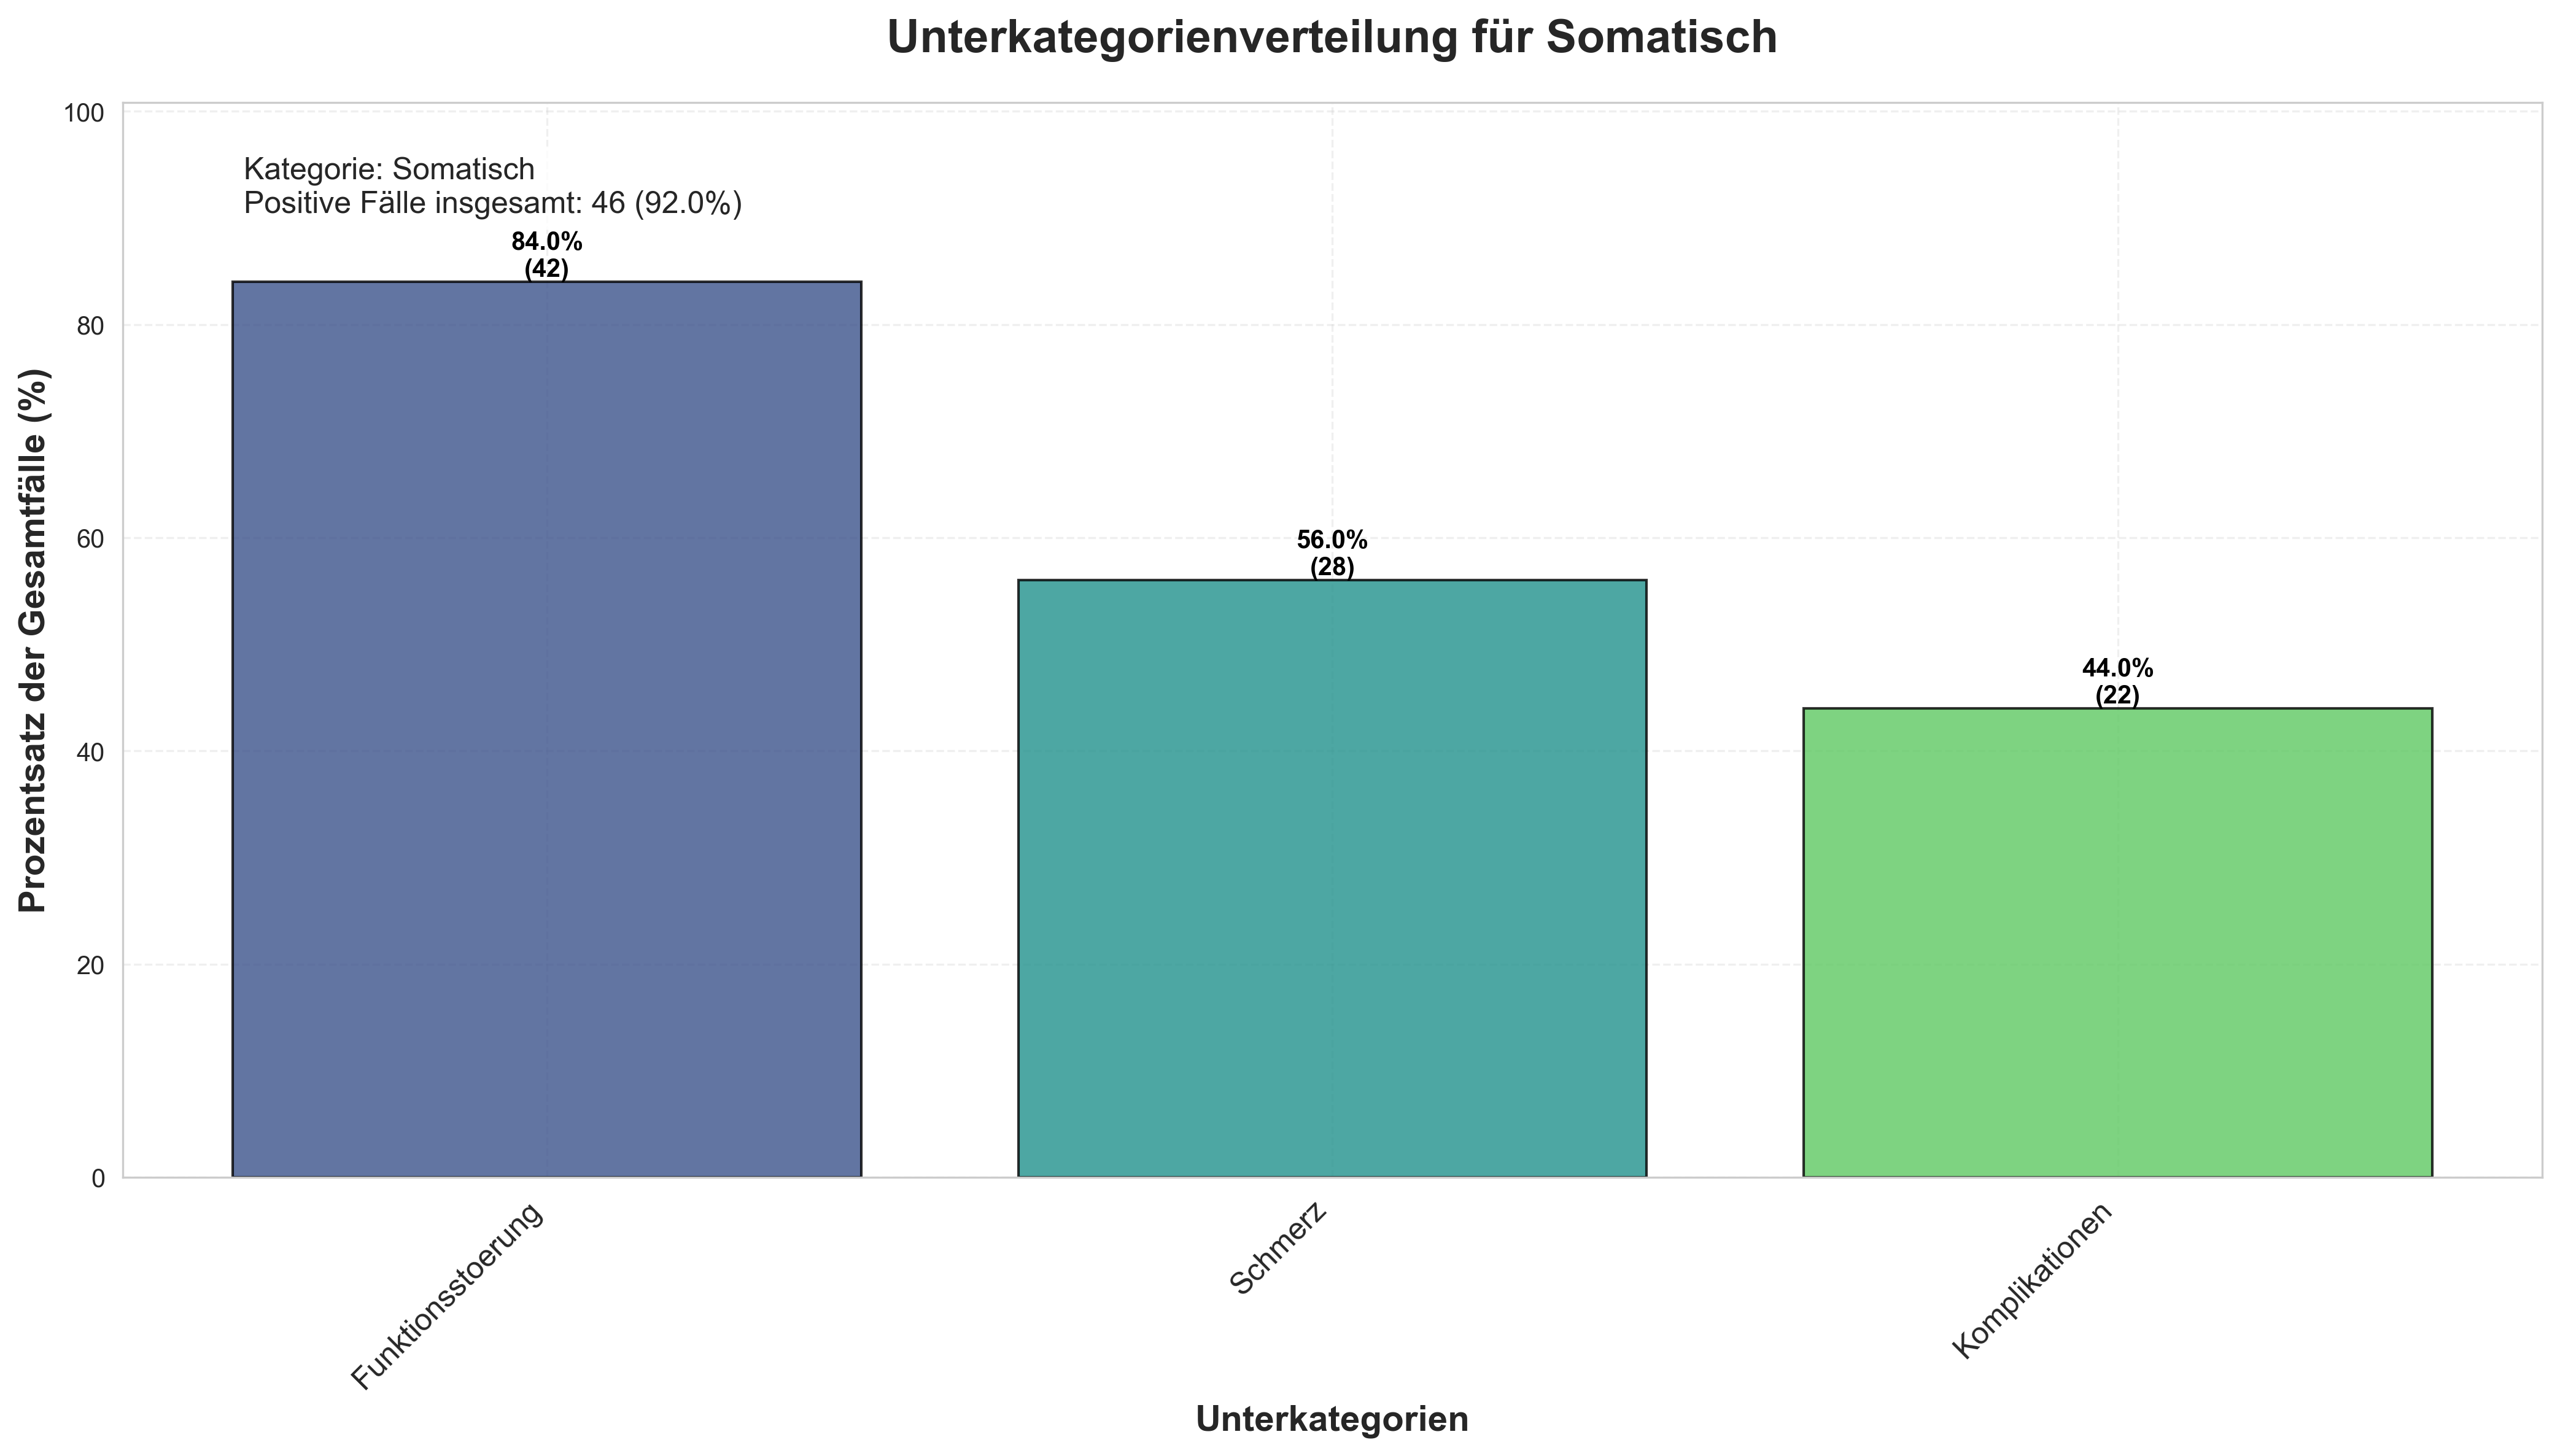 Unterkategorienverteilung für Somatisch
Prozentsatz der Gesamtfälle (%)
100
80
60
40
20
0
Kategorie: Somatisch
Positive Fälle insgesamt: 46 (92.0%)
84.0%
(42)
56.0%
(28)
44.0%
(22)
Funktionsstoerung
Schmerz
Komplikationen
Unterkategorien